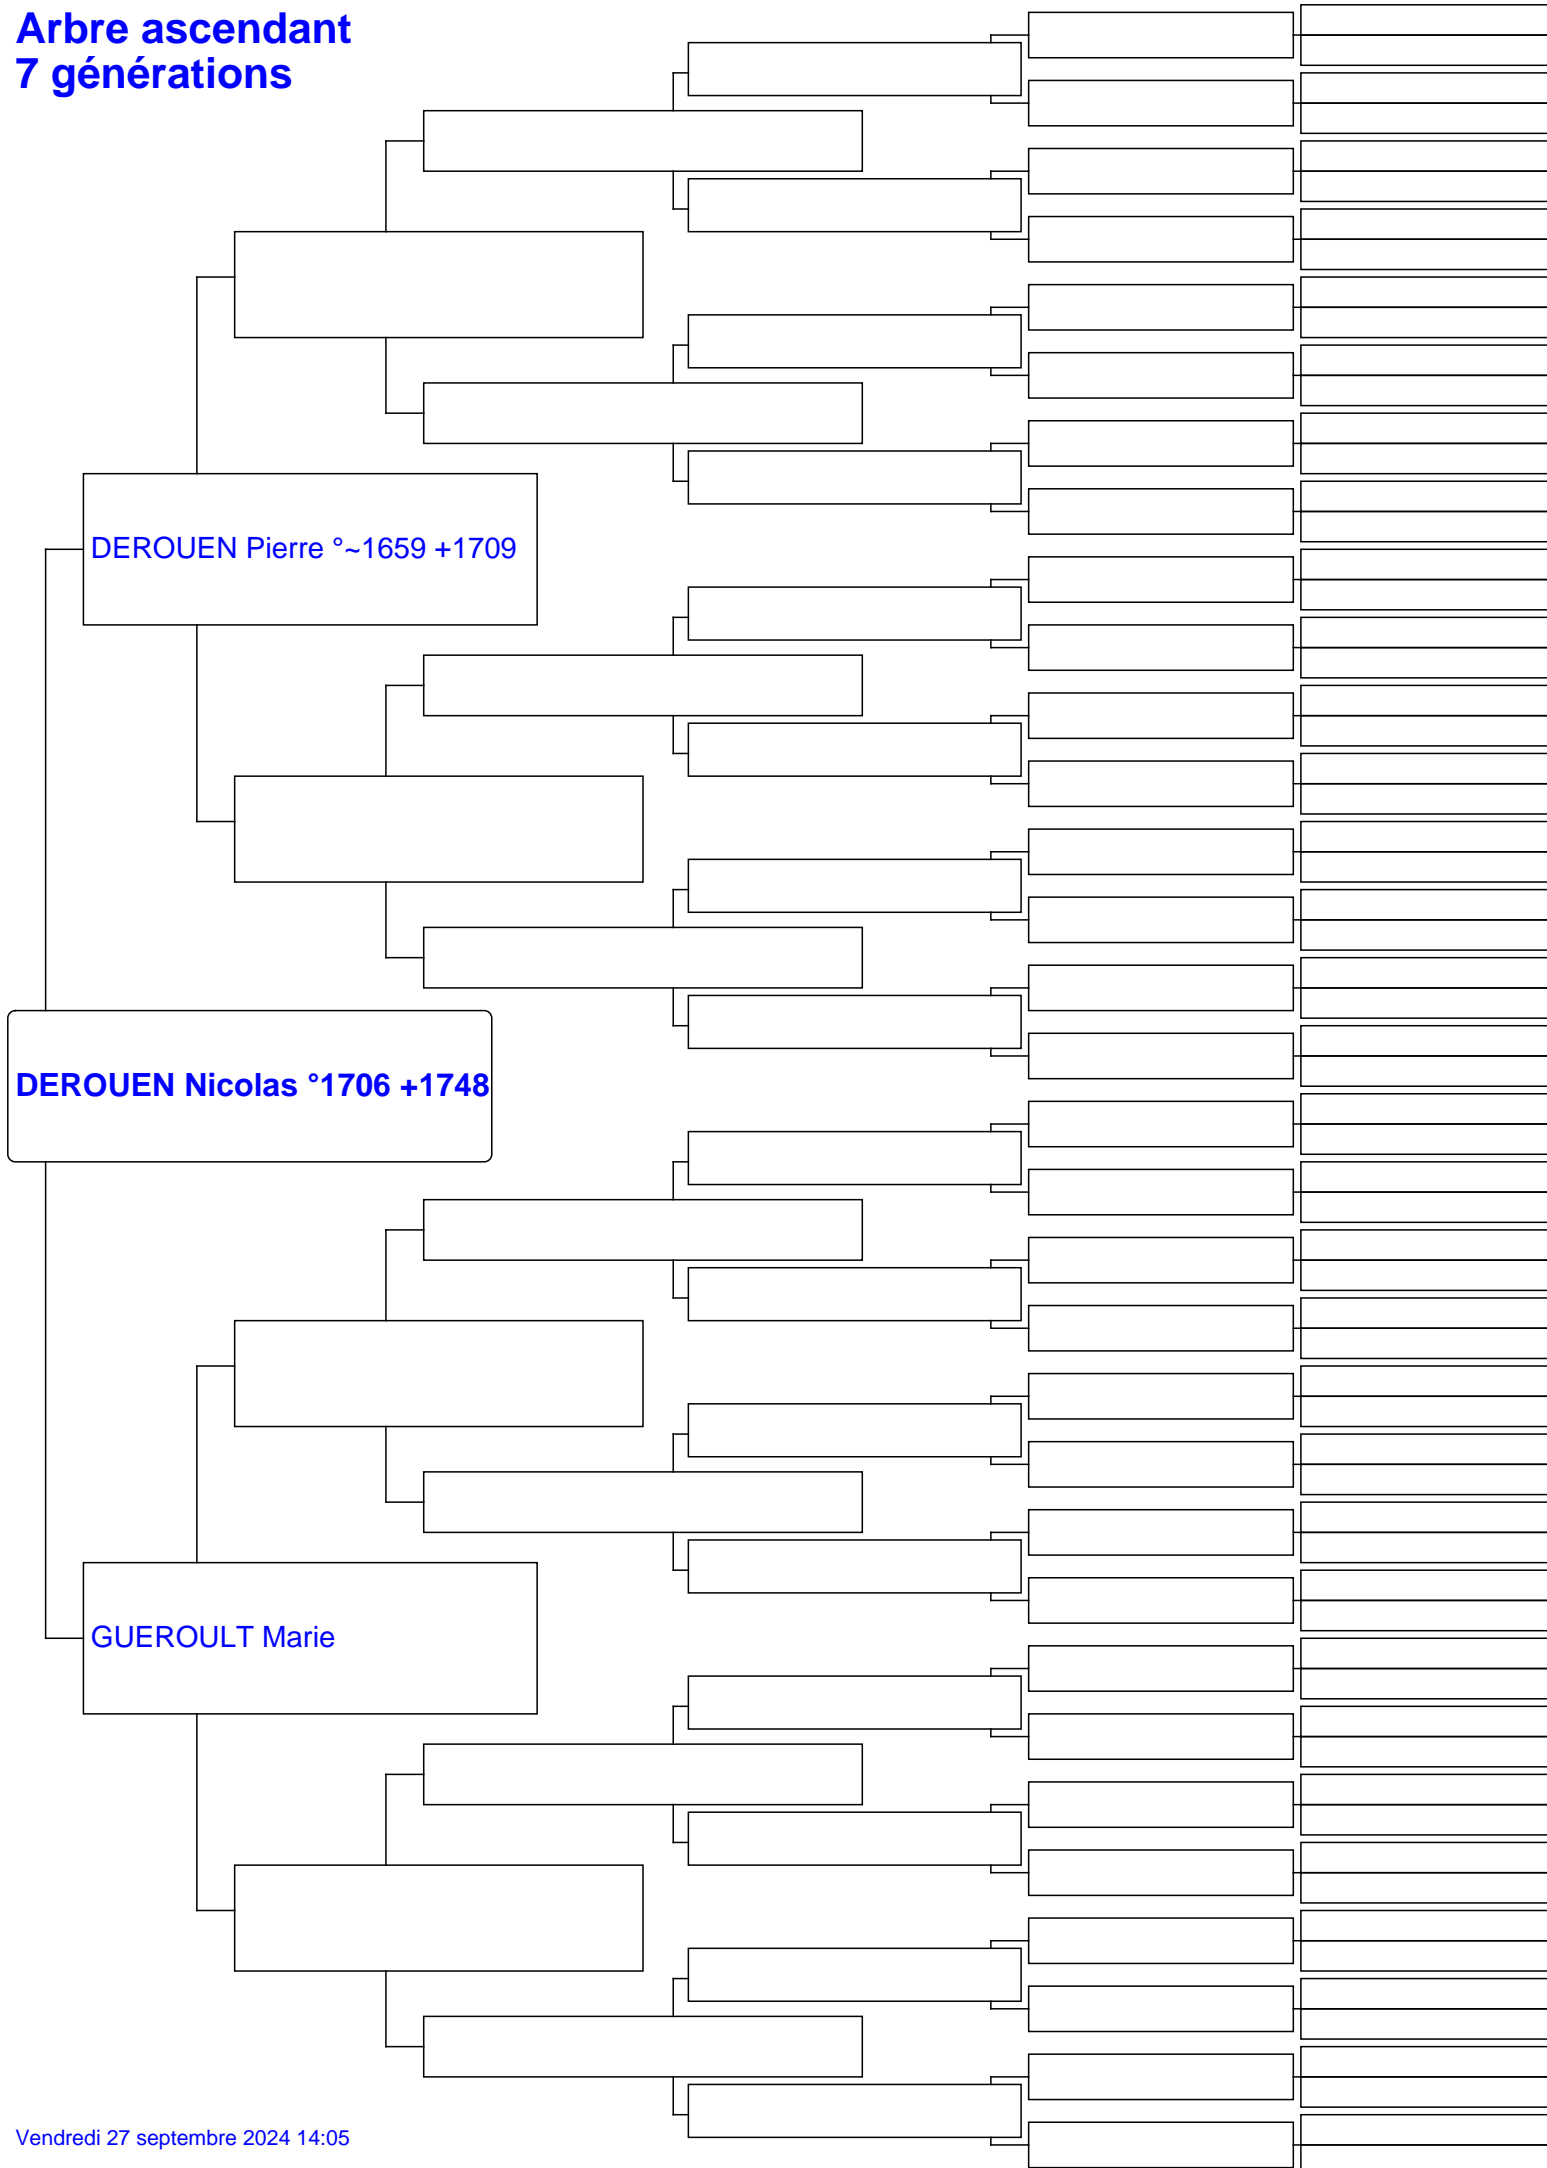 Arbre ascendant
7 générations
DEROUEN Pierre °~1659 +1709
DEROUEN Nicolas °1706 +1748
GUEROULT Marie
Vendredi 27 septembre 2024 14:05